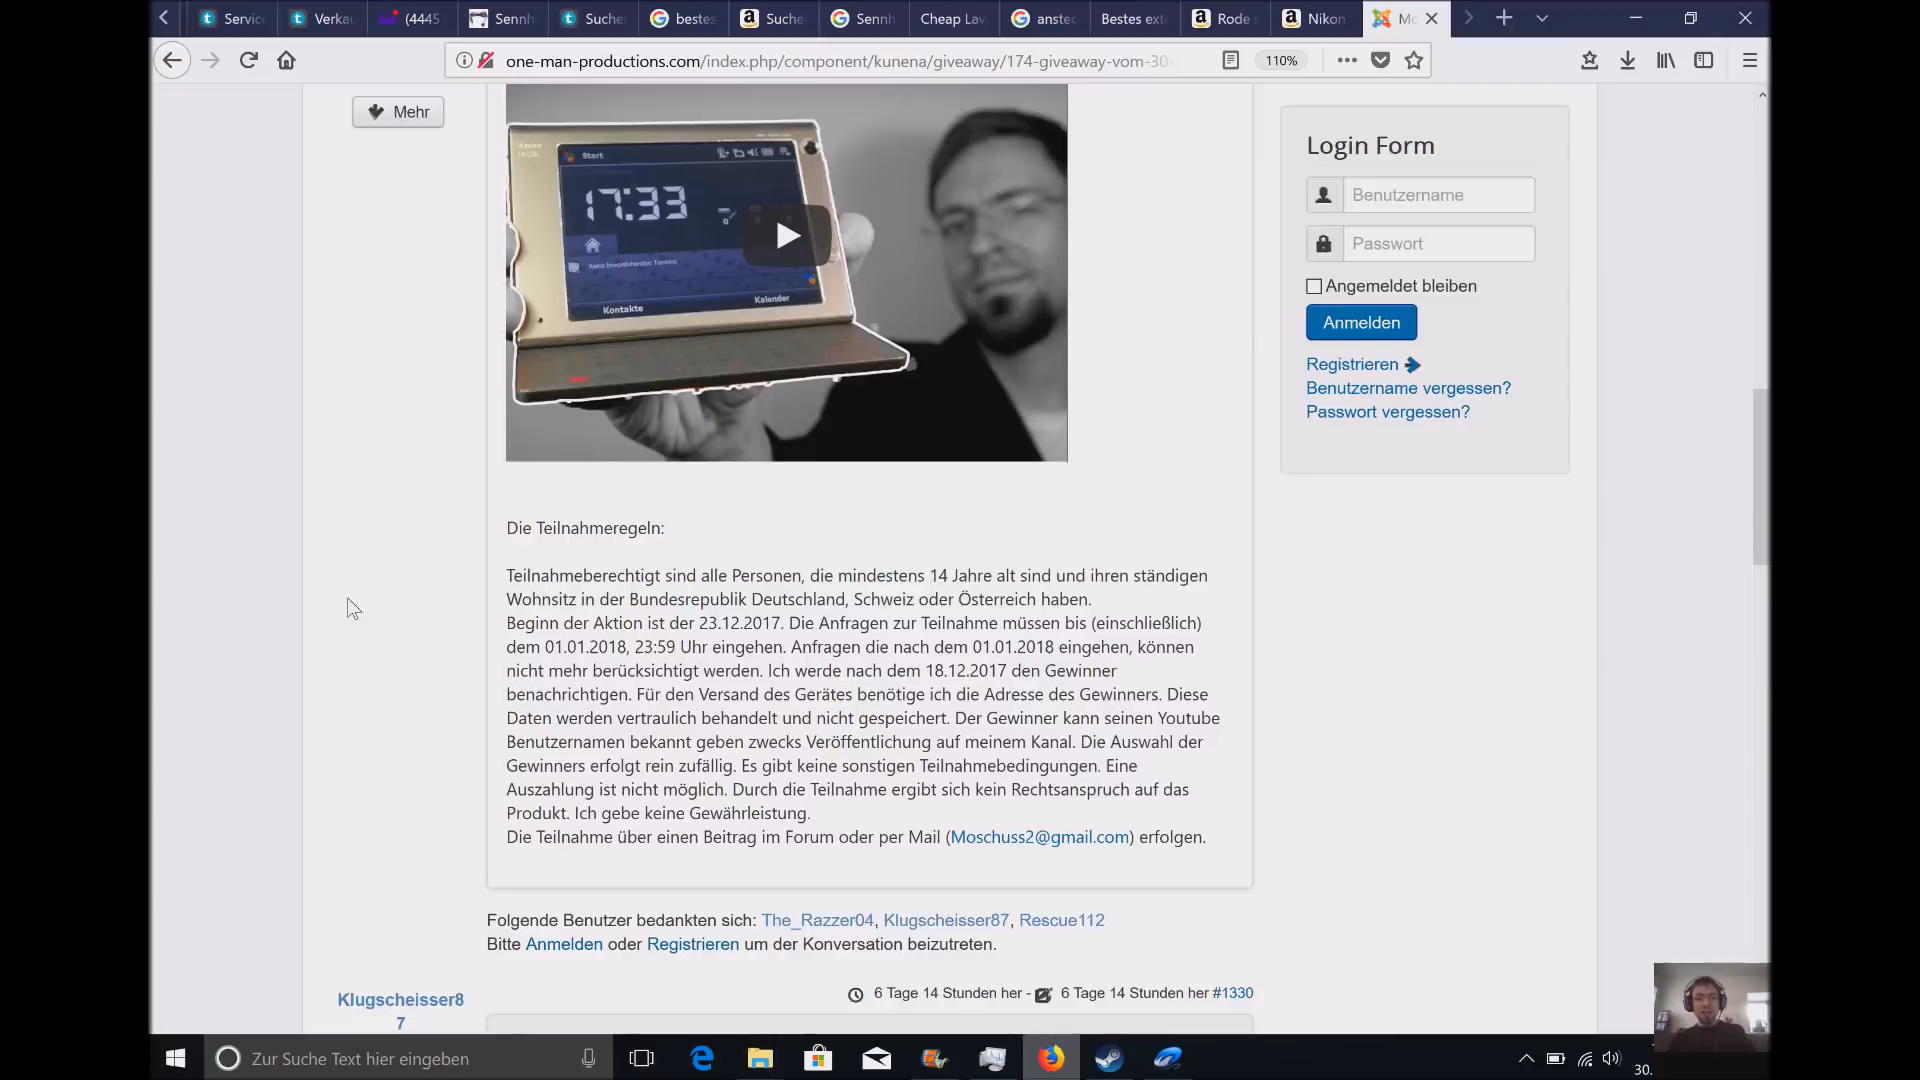 Servic
Verkau
(4445
Sennh
Suche
bestes
Suche
Sennh
Cheap Lav
anstec
Bestes exte
Rode s
Nikon
Mo
one-man-productions.com/index.php/component/kunena/giveaway/174-giveaway-vom-30-
110%
Mehr
Start
17:33
Kontakte
Kalender
Login Form
Benutzername
Passwort
Angemeldet bleiben
Anmelden
Registrieren
Benutzername vergessen?
Passwort vergessen?
Die Teilnahmeregeln:
Teilnahmeberechtigt sind alle Personen, die mindestens 14 Jahre alt sind und ihren ständigen
Wohnsitz in der Bundesrepublik Deutschland, Schweiz oder Österreich haben.
Beginn der Aktion ist der 23.12.2017. Die Anfragen zur Teilnahme müssen bis (einschließlich)
dem 01.01.2018, 23:59 Uhr eingehen. Anfragen die nach dem 01.01.2018 eingehen, können
nicht mehr berücksichtigt werden. Ich werde nach dem 18.12.2017 den Gewinner
benachrichtigen. Für den Versand des Gerätes benötige ich die Adresse des Gewinners. Diese
Daten werden vertraulich behandelt und nicht gespeichert. Der Gewinner kann seinen Youtube
Benutzernamen bekannt geben zwecks Veröffentlichung auf meinem Kanal. Die Auswahl der
Gewinners erfolgt rein zufällig. Es gibt keine sonstigen Teilnahmebedingungen. Eine
Auszahlung ist nicht möglich. Durch die Teilnahme ergibt sich kein Rechtsanspruch auf das
Produkt. Ich gebe keine Gewährleistung.
Die Teilnahme über einen Beitrag im Forum oder per Mail (Moschuss2@gmail.com) erfolgen.
Folgende Benutzer bedankten sich: The_Razzer04, Klugscheisser87, Rescue112
Bitte Anmelden oder Registrieren um der Konversation beizutreten.
Klugscheisser8
7
6 Tage 14 Stunden her - 6 Tage 14 Stunden her #1330
Zur Suche Text hier eingeben
30.